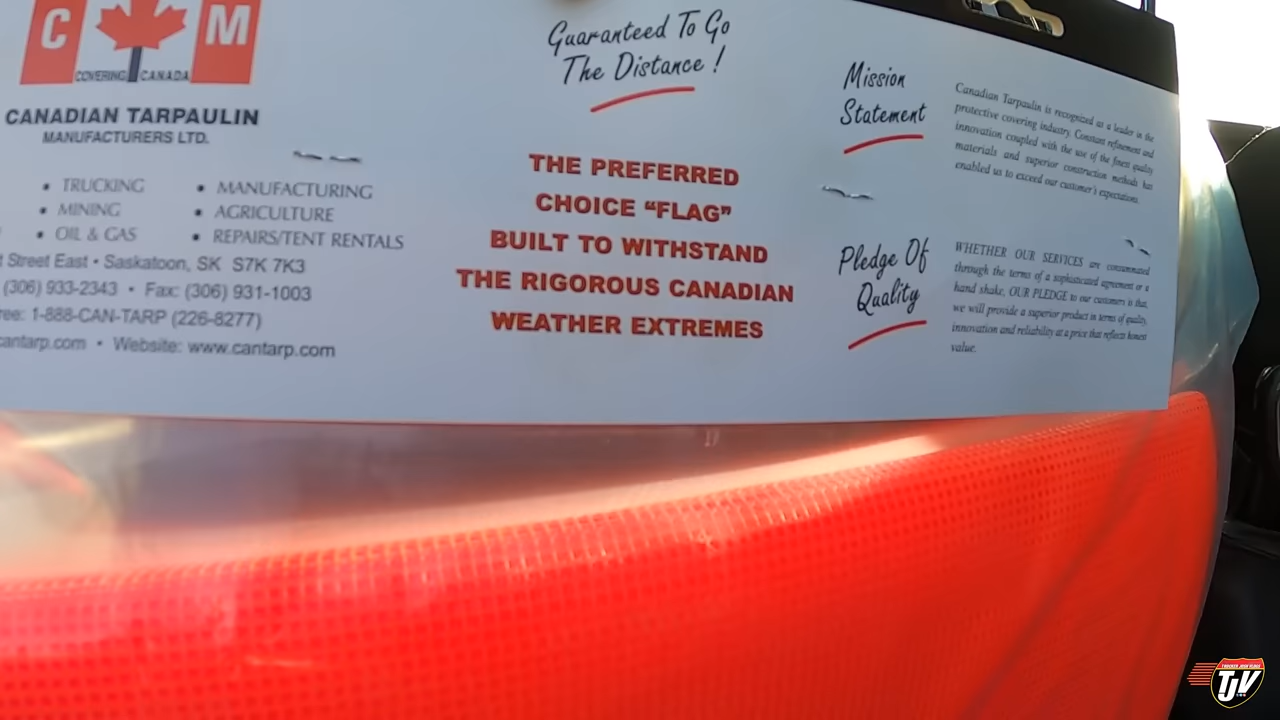 C M
COVERING CANADA
CANADIAN TARPAULIN
MANUFACTURERS LTD.
• TRUCKING
• MINING
• OIL & GAS
• MANUFACTURING
• AGRICULTURE
• REPAIRS/TENT RENTALS
Street East • Saskatoon, SK S7K 7K3
(306) 933-2343 • Fax: (306) 931-1003
1-888-CAN-TARP (226-8277)
cantarp.com • Website: www.cantarp.com
Guaranteed To Go
The Distance !
THE PREFERRED
CHOICE “FLAG”
BUILT TO WITHSTAND
THE RIGOROUS CANADIAN
WEATHER EXTREMES
Mission
Statement
Canadian Tarpaulin is recognized as a leader in the
protective covering industry. Constant refinement and
innovation coupled with the use of the finest quality
materials and superior construction methods has
enabled us to exceed our customer's expectations.
Pledge Of
Quality
WHETHER OUR SERVICES are consummated
through the terms of a sophisticated agreement or a
hand shake, OUR PLEDGE to our customers is that,
we will provide a superior product in terms of quality,
innovation and reliability at a price that reflects honest
value.
TJV